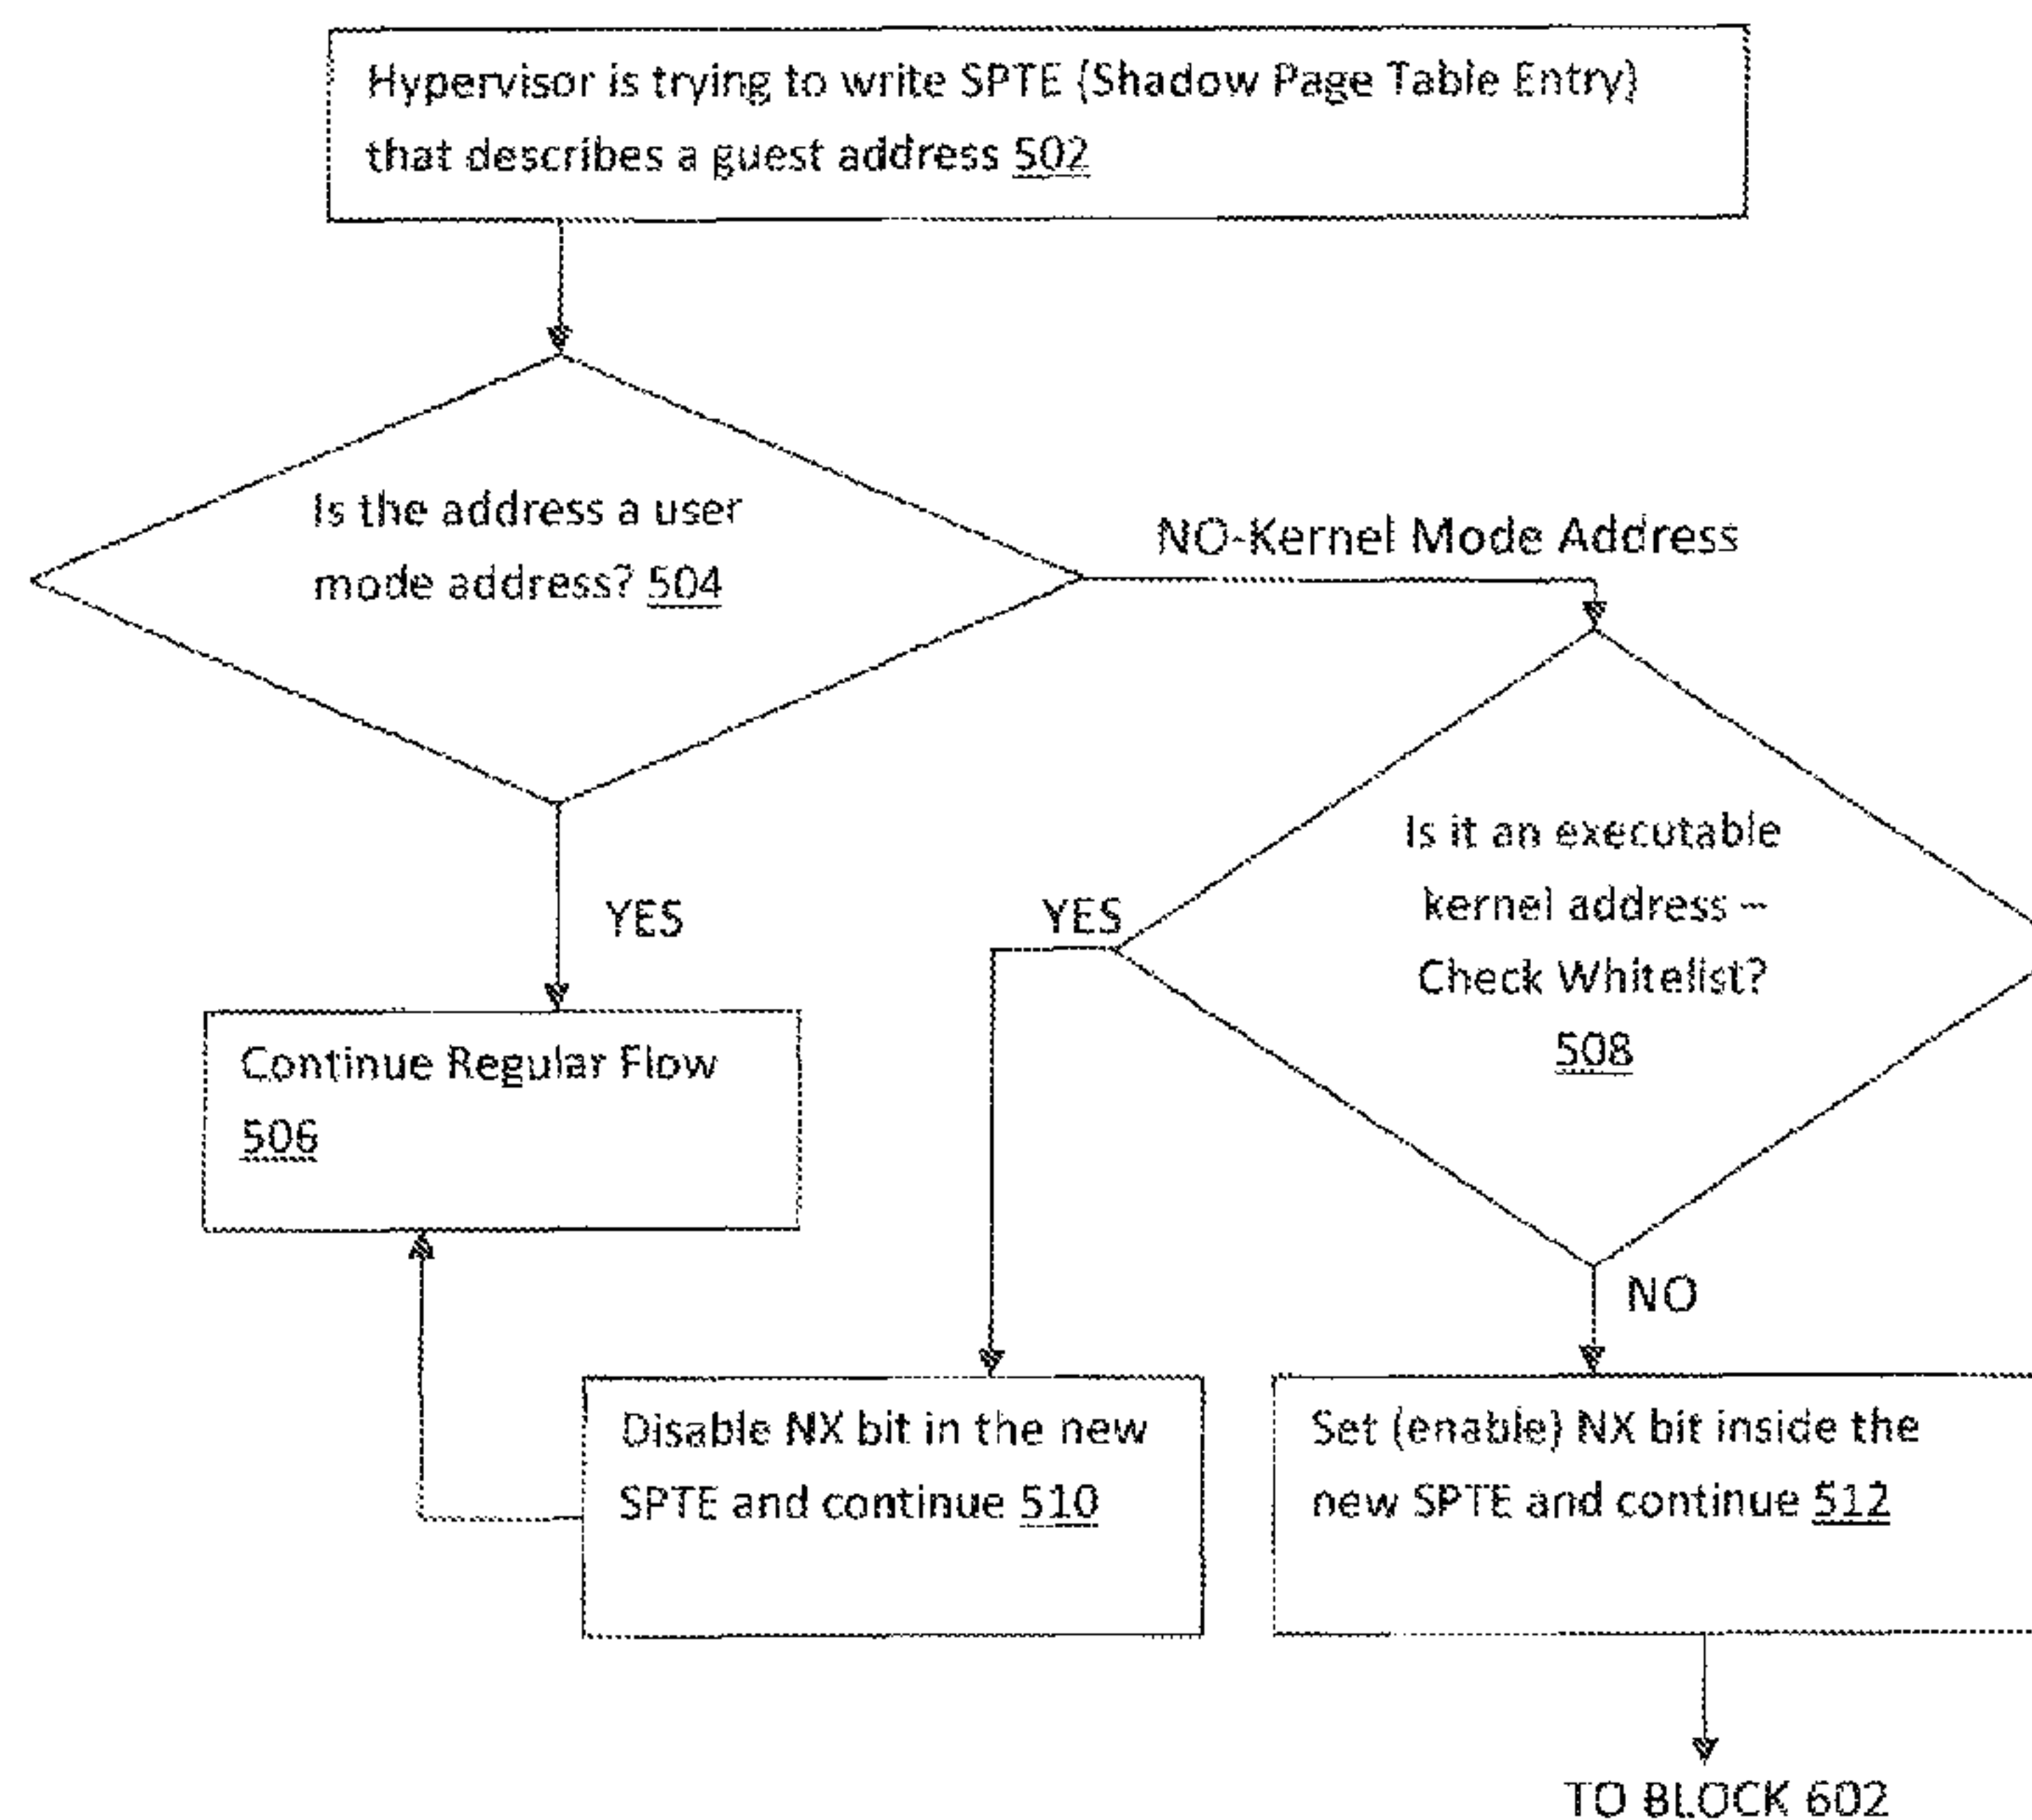 Hypervisor is trying to write SPTE (Shadow Page Table Entry)
that describes a guest address 502
Is the address a user
mode address? 504
NO-Kernel Mode Address
YES
Continue Regular Flow
506
Is it an executable
kernel address –
Check Whitelist?
508
YES
NO
Disable NX bit in the new
SPTE and continue 510
Set (enable) NX bit inside the
new SPTE and continue 512
TO BLOCK 602